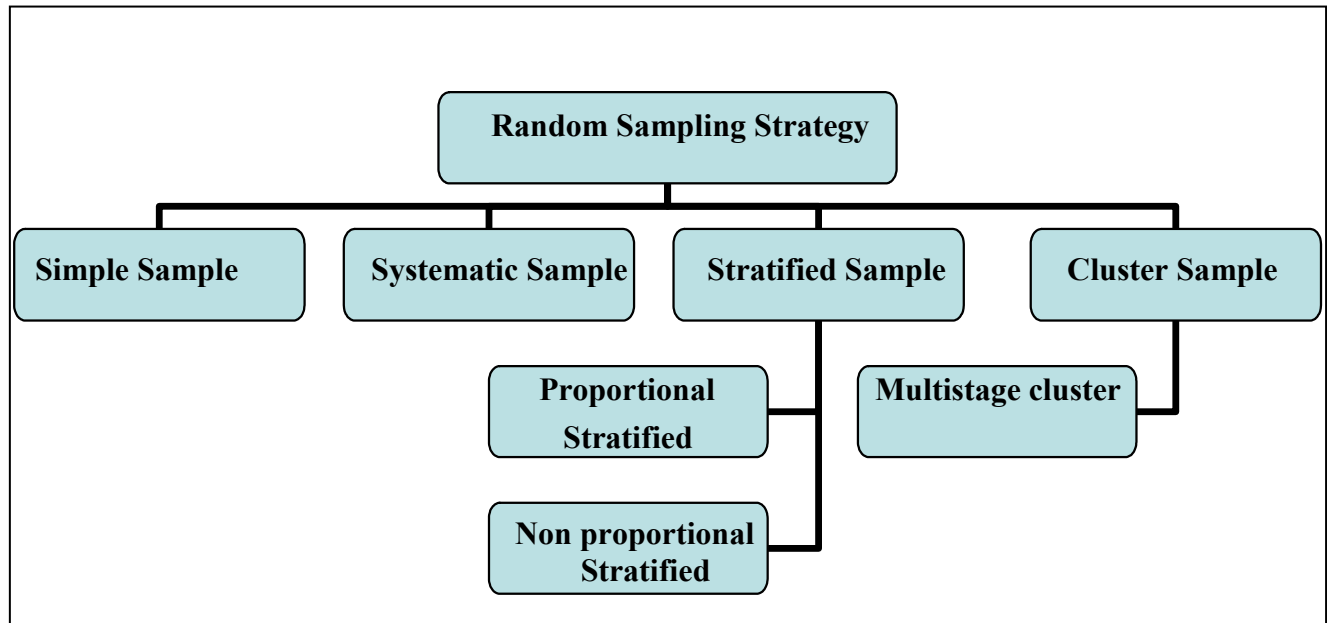 Random Sampling Strategy
Simple Sample
Systematic Sample
Stratified Sample
Cluster Sample
Proportional
Stratified
Multistage cluster
Non proportional
Stratified